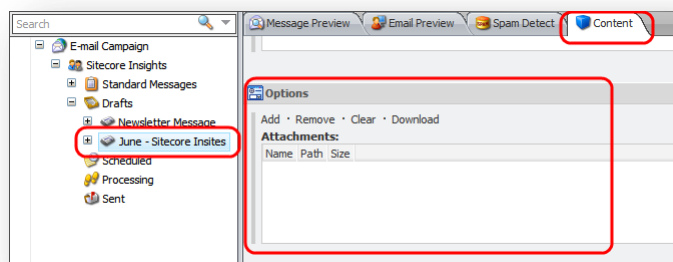 Search
E-mail Campaign
Sitecore Insights
Standard Messages
Drafts
Newsletter Message
June - Sitecore Insites
Scheduled
Processing
Sent
Message Preview
Email Preview
Spam Detect
Content
Options
Add · Remove · Clear · Download
Attachments:
Name Path Size